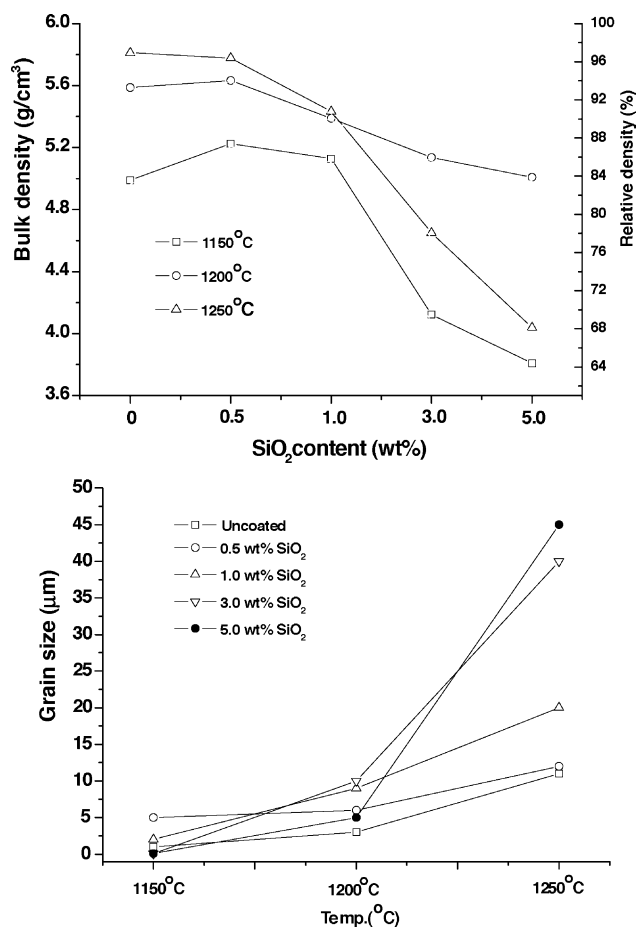 6.0
5.6
5.2
4.8
4.4
4.0
3.6
Bulk density (g/cm³)
100
96
92
88
84
80
76
72
68
64
Relative density (%)
1150°C
1200°C
1250°C
0 0.5 1.0 3.0 5.0
SiO₂content (wt%)
50
45
40
35
30
25
20
15
10
5
0
Grain size (μm)
Uncoated
0.5 wt% SiO₂
1.0 wt% SiO₂
3.0 wt% SiO₂
5.0 wt% SiO₂
1150°C 1200°C 1250°C
Temp.(°C)